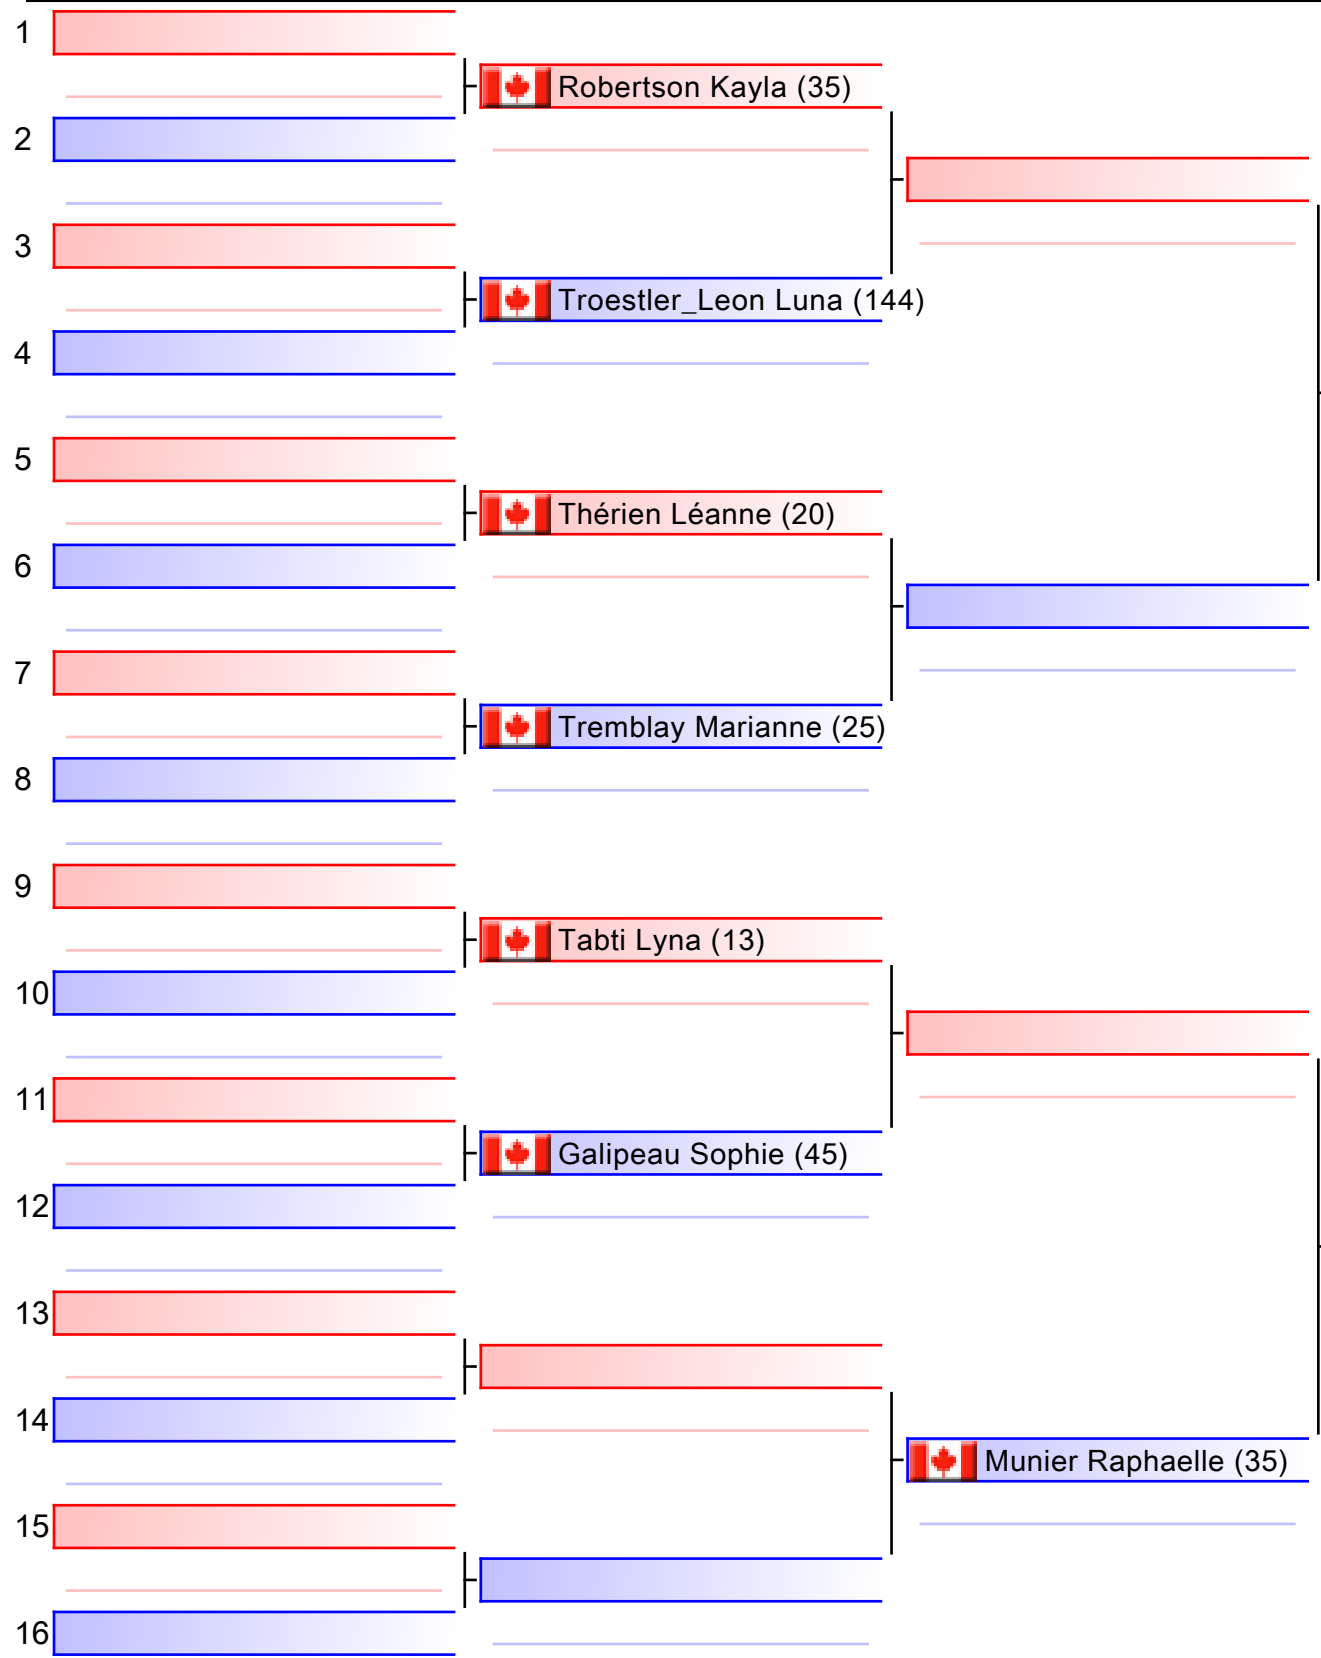 1
Robertson Kayla (35)
2
3
Troestler_Leon Luna (144)
4
5
Thérien Léanne (20)
6
7
Tremblay Marianne (25)
8
9
Tabti Lyna (13)
10
11
Galipeau Sophie (45)
12
13
14
Munier Raphaelle (35)
15
16